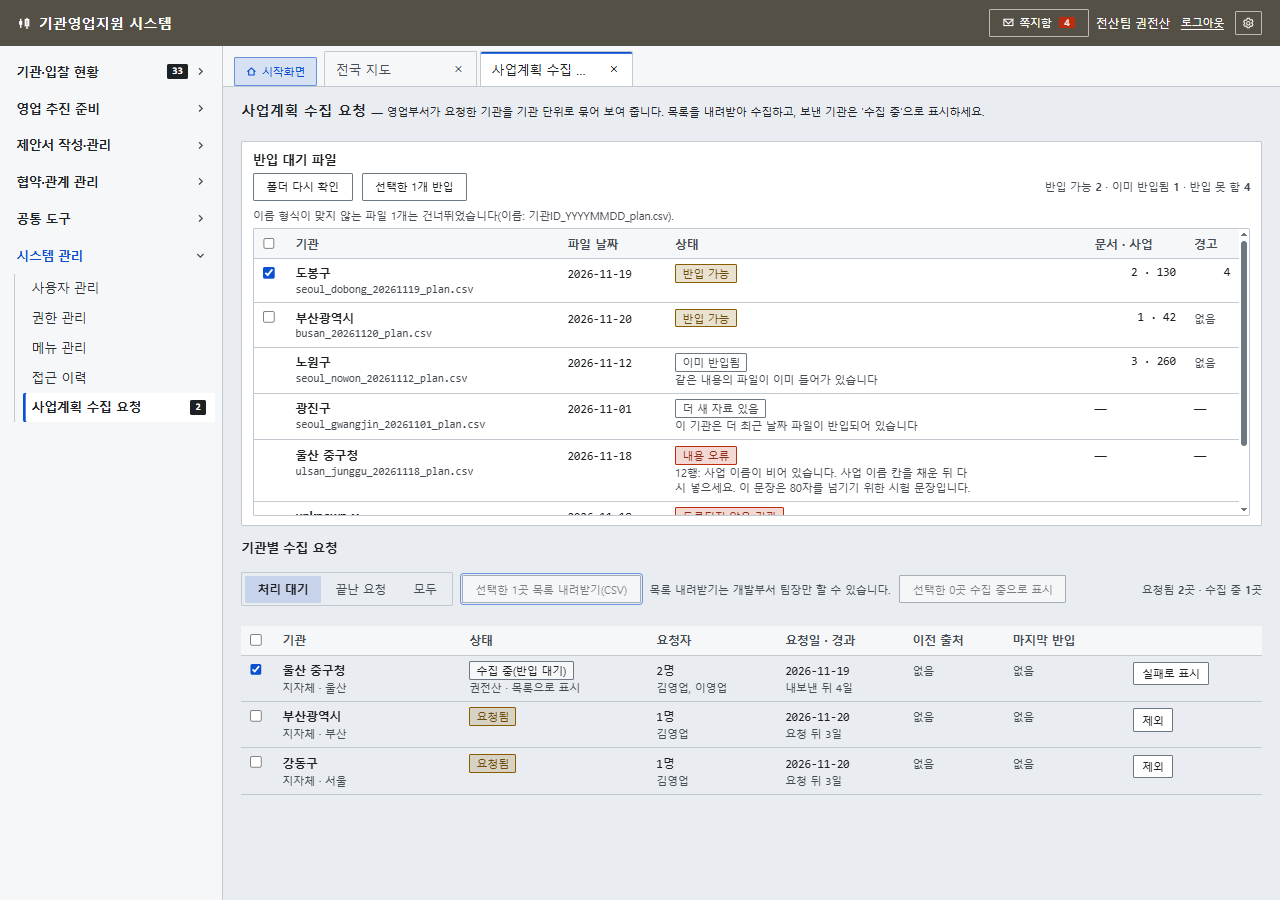 기관영업지원 시스템
쪽지함 4 전산팀 권전산 로그아웃
기관·입찰 현황 33
영업 추진 준비
제안서 작성·관리
협약·관계 관리
공통 도구
시스템 관리
사용자 관리
권한 관리
메뉴 관리
접근 이력
사업계획 수집 요청 2
시작화면 전국 지도 × 사업계획 수집 ... ×
사업계획 수집 요청 — 영업부서가 요청한 기관을 기관 단위로 묶어 보여 줍니다. 목록을 내려받아 수집하고, 보낸 기관은 '수집 중'으로 표시하세요.
반입 대기 파일
폴더 다시 확인 선택한 1개 반입 반입 가능 2 · 이미 반입됨 1 · 반입 못 함 4
이름 형식이 맞지 않는 파일 1개는 건너뛰었습니다(이름: 기관ID_YYYYMMDD_plan.csv).
기관 파일 날짜 상태 문서 · 사업 경고
도봉구 2026-11-19 반입 가능 2 · 130 4
seoul_dobong_20261119_plan.csv
부산광역시 2026-11-20 반입 가능 1 · 42 없음
busan_20261120_plan.csv
노원구 2026-11-12 이미 반입됨 3 · 260 없음
seoul_nowon_20261112_plan.csv 같은 내용의 파일이 이미 들어가 있습니다
광진구 2026-11-01 더 새 자료 있음 — —
seoul_gwangjin_20261101_plan.csv 이 기관은 더 최근 날짜 파일이 반입되어 있습니다
울산 중구청 2026-11-18 내용 오류 — —
ulsan_junggu_20261118_plan.csv 12행: 사업 이름이 비어 있습니다. 사업 이름 칸을 채운 뒤 다
시 넣으세요. 이 문장은 80자를 넘기기 위한 시험 문장입니다.
기관별 수집 요청
처리 대기 끝난 요청 모두 선택한 1곳 목록 내려받기(CSV) 목록 내려받기는 개발부서 팀장만 할 수 있습니다. 선택한 0곳 수집 중으로 표시 요청됨 2곳 · 수집 중 1곳
기관 상태 요청자 요청일 · 경과 이전 출처 마지막 반입
울산 중구청 수집 중(반입 대기) 2명 2026-11-19 없음 없음 실패로 표시
지자체 · 울산 권전산 · 목록으로 표시 김영업, 이영업 내보낸 뒤 4일
부산광역시 요청됨 1명 2026-11-20 없음 없음 제외
지자체 · 부산 김영업 요청 뒤 3일
강동구 요청됨 1명 2026-11-20 없음 없음 제외
지자체 · 서울 김영업 요청 뒤 3일